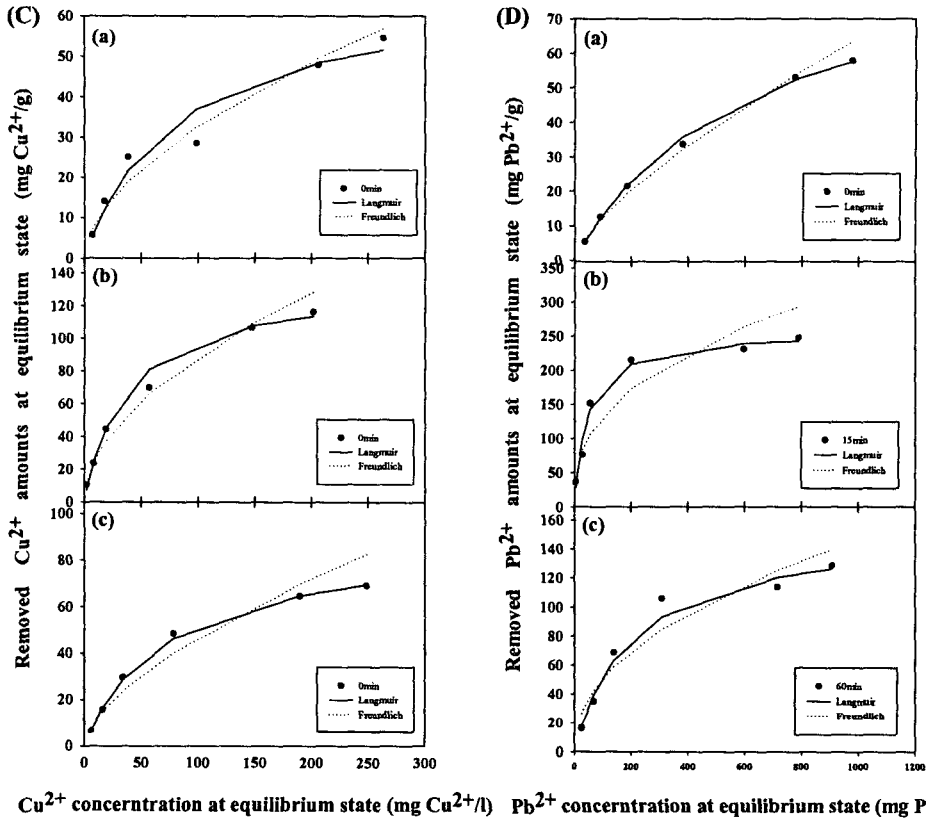 (C)
(a)
60
50
40
30
20
10
0
0min
Langmuir
Freundlich
(b)
140
120
100
80
60
40
20
0
0min
Langmuir
Freundlich
(c)
100
80
60
40
20
0
0min
Langmuir
Freundlich
0 50 100 150 200 250 300
Removed Cu2+ amounts at equilibrium state (mg Cu2+/g)
Cu2+ concerntration at equilibrium state (mg Cu2+/l)
(D)
(a)
70
60
50
40
30
20
10
0
0min
Langmuir
Freundlich
(b)
350
300
250
200
150
100
50
0
15min
Langmuir
Freundlich
(c)
160
140
120
100
80
60
40
20
0
60min
Langmuir
Freundlich
0 200 400 600 800 1000 1200
Removed Pb2+ amounts at equilibrium state (mg Pb2+/g)
Pb2+ concerntration at equilibrium state (mg P